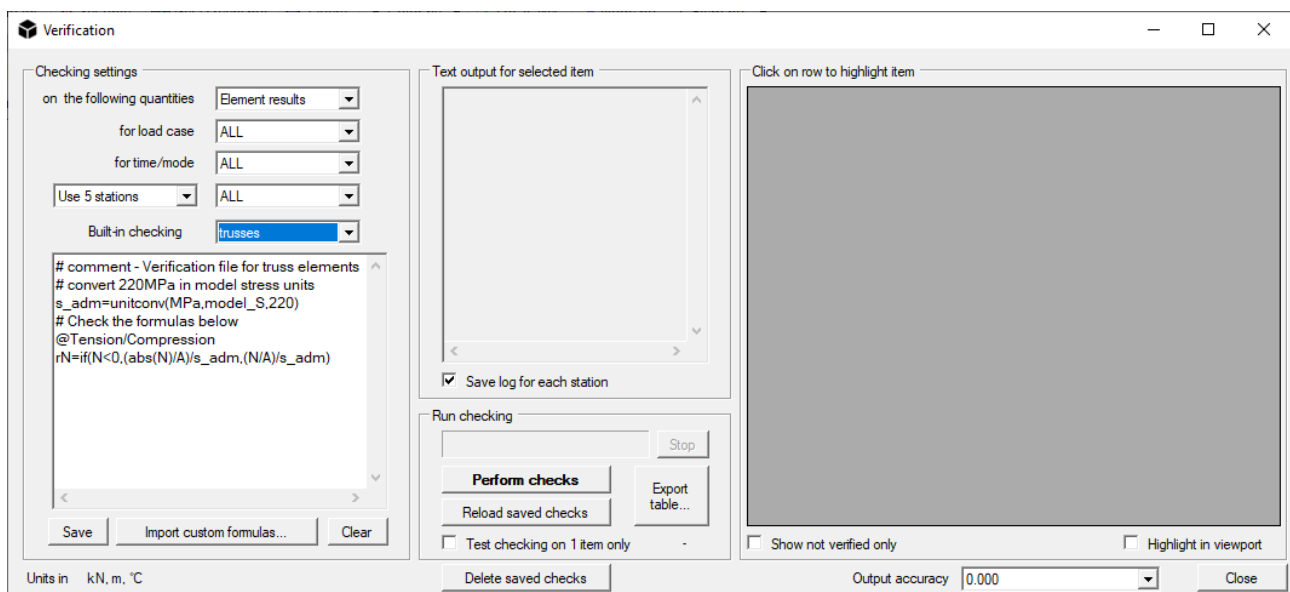 Verification
Checking settings
on the following quantities Element results
for load case ALL
for time/mode ALL
Use 5 stations ALL
Built-in checking trusses
# comment - Verification file for truss elements
# convert 220MPa in model stress units
s_adm=unitconv(MPa,model_S,220)
# Check the formulas below
@Tension/Compression
rN=if(N<0,(abs(N)/A)/s_adm,(N/A)/s_adm)
Save Import custom formulas... Clear
Units in kN, m, °C
Text output for selected item
Save log for each station
Run checking
Stop
Perform checks
Export table...
Reload saved checks
Test checking on 1 item only -
Delete saved checks
Click on row to highlight item
Show not verified only Highlight in viewport
Output accuracy 0.000 Close